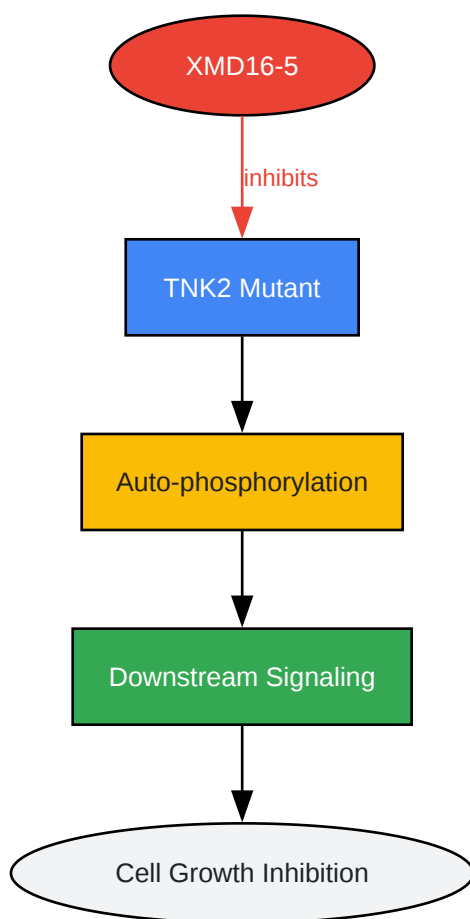 XMD16-5
inhibits
TNK2 Mutant
Auto-phosphorylation
Downstream Signaling
Cell Growth Inhibition